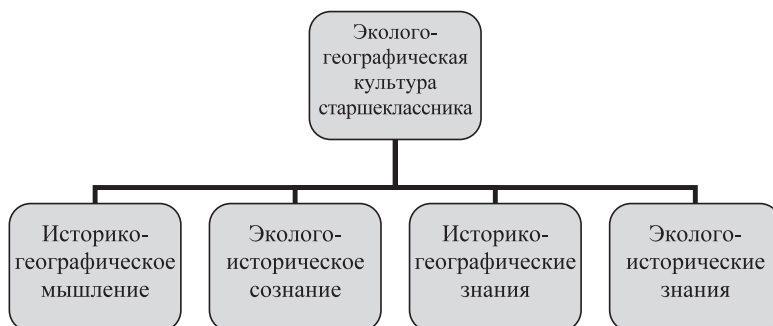 Эколого-
географическая
культура
старшеклассника
Историко-
географическое
мышление
Эколого-
историческое
сознание
Историко-
географические
знания
Эколого-
исторические
знания